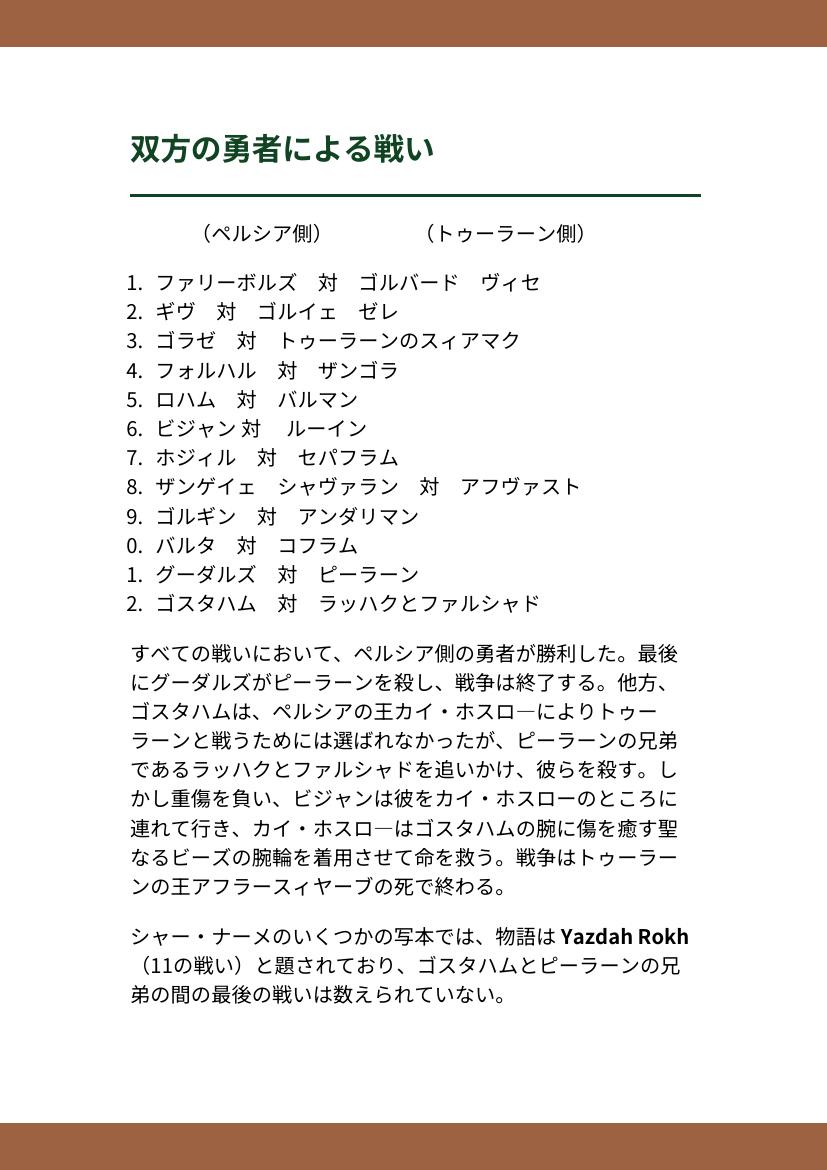 双方の勇者による戦い
（ペルシア側）　　　　（トゥーラーン側）
1. ファリーボルズ　対　ゴルバード　ヴィセ
2. ギヴ　対　ゴルイェ　ゼレ
3. ゴラゼ　対　トゥーラーンのスィアマク
4. フォルハル　対　ザンゴラ
5. ロハム　対　バルマン
6. ビジャン 対　ルーイン
7. ホジィル　対　セパフラム
8. ザンゲイェ　シャヴァラン　対　アフヴァスト
9. ゴルギン　対　アンダリマン
0. バルタ　対　コフラム
1. グーダルズ　対　ピーラーン
2. ゴスタハム　対　ラッハクとファルシャド
すべての戦いにおいて、ペルシア側の勇者が勝利した。最後
にグーダルズがピーラーンを殺し、戦争は終了する。他方、
ゴスタハムは、ペルシアの王カイ・ホスロ―によりトゥー
ラーンと戦うためには選ばれなかったが、ピーラーンの兄弟
であるラッハクとファルシャドを追いかけ、彼らを殺す。し
かし重傷を負い、ビジャンは彼をカイ・ホスローのところに
連れて行き、カイ・ホスロ―はゴスタハムの腕に傷を癒す聖
なるビーズの腕輪を着用させて命を救う。戦争はトゥーラー
ンの王アフラースィヤーブの死で終わる。
シャー・ナーメのいくつかの写本では、物語は Yazdah Rokh
（11の戦い）と題されており、ゴスタハムとピーラーンの兄
弟の間の最後の戦いは数えられていない。